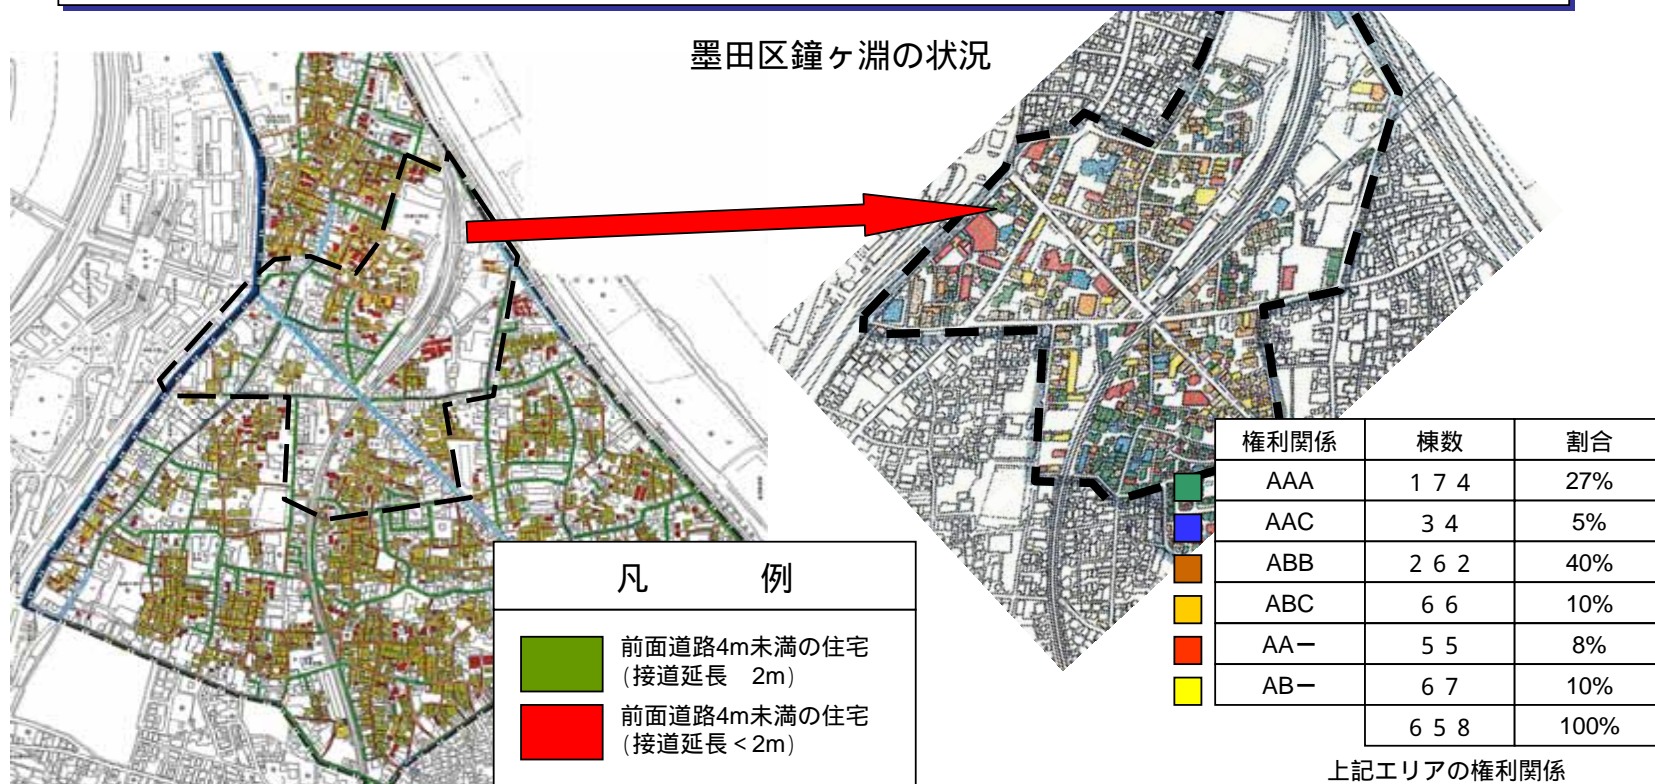 墨田区鐘ヶ淵の状況
凡　例
前面道路4m未満の住宅
(接道延長　2m)
前面道路4m未満の住宅
(接道延長＜2m)
権利関係 棟数 割合
AAA １７４ 27%
AAC ３４ 5%
ABB ２６２ 40%
ABC ６６ 10%
AAー ５５ 8%
ABー ６７ 10%
６５８ 100%
上記エリアの権利関係